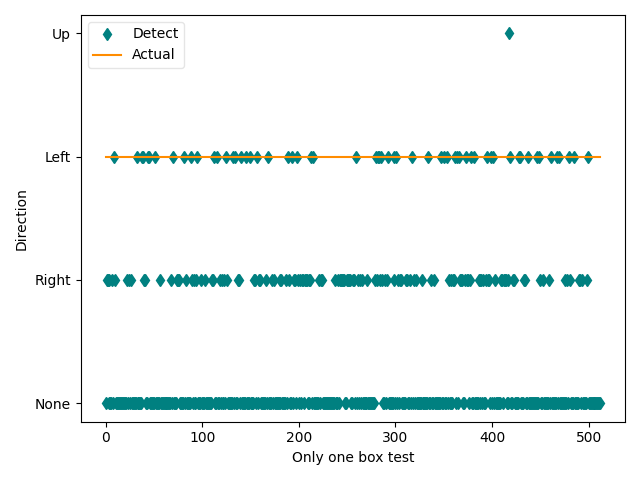 Up
Detect
Actual
Left
Direction
Right
None
0
100
200
300
400
500
Only one box test